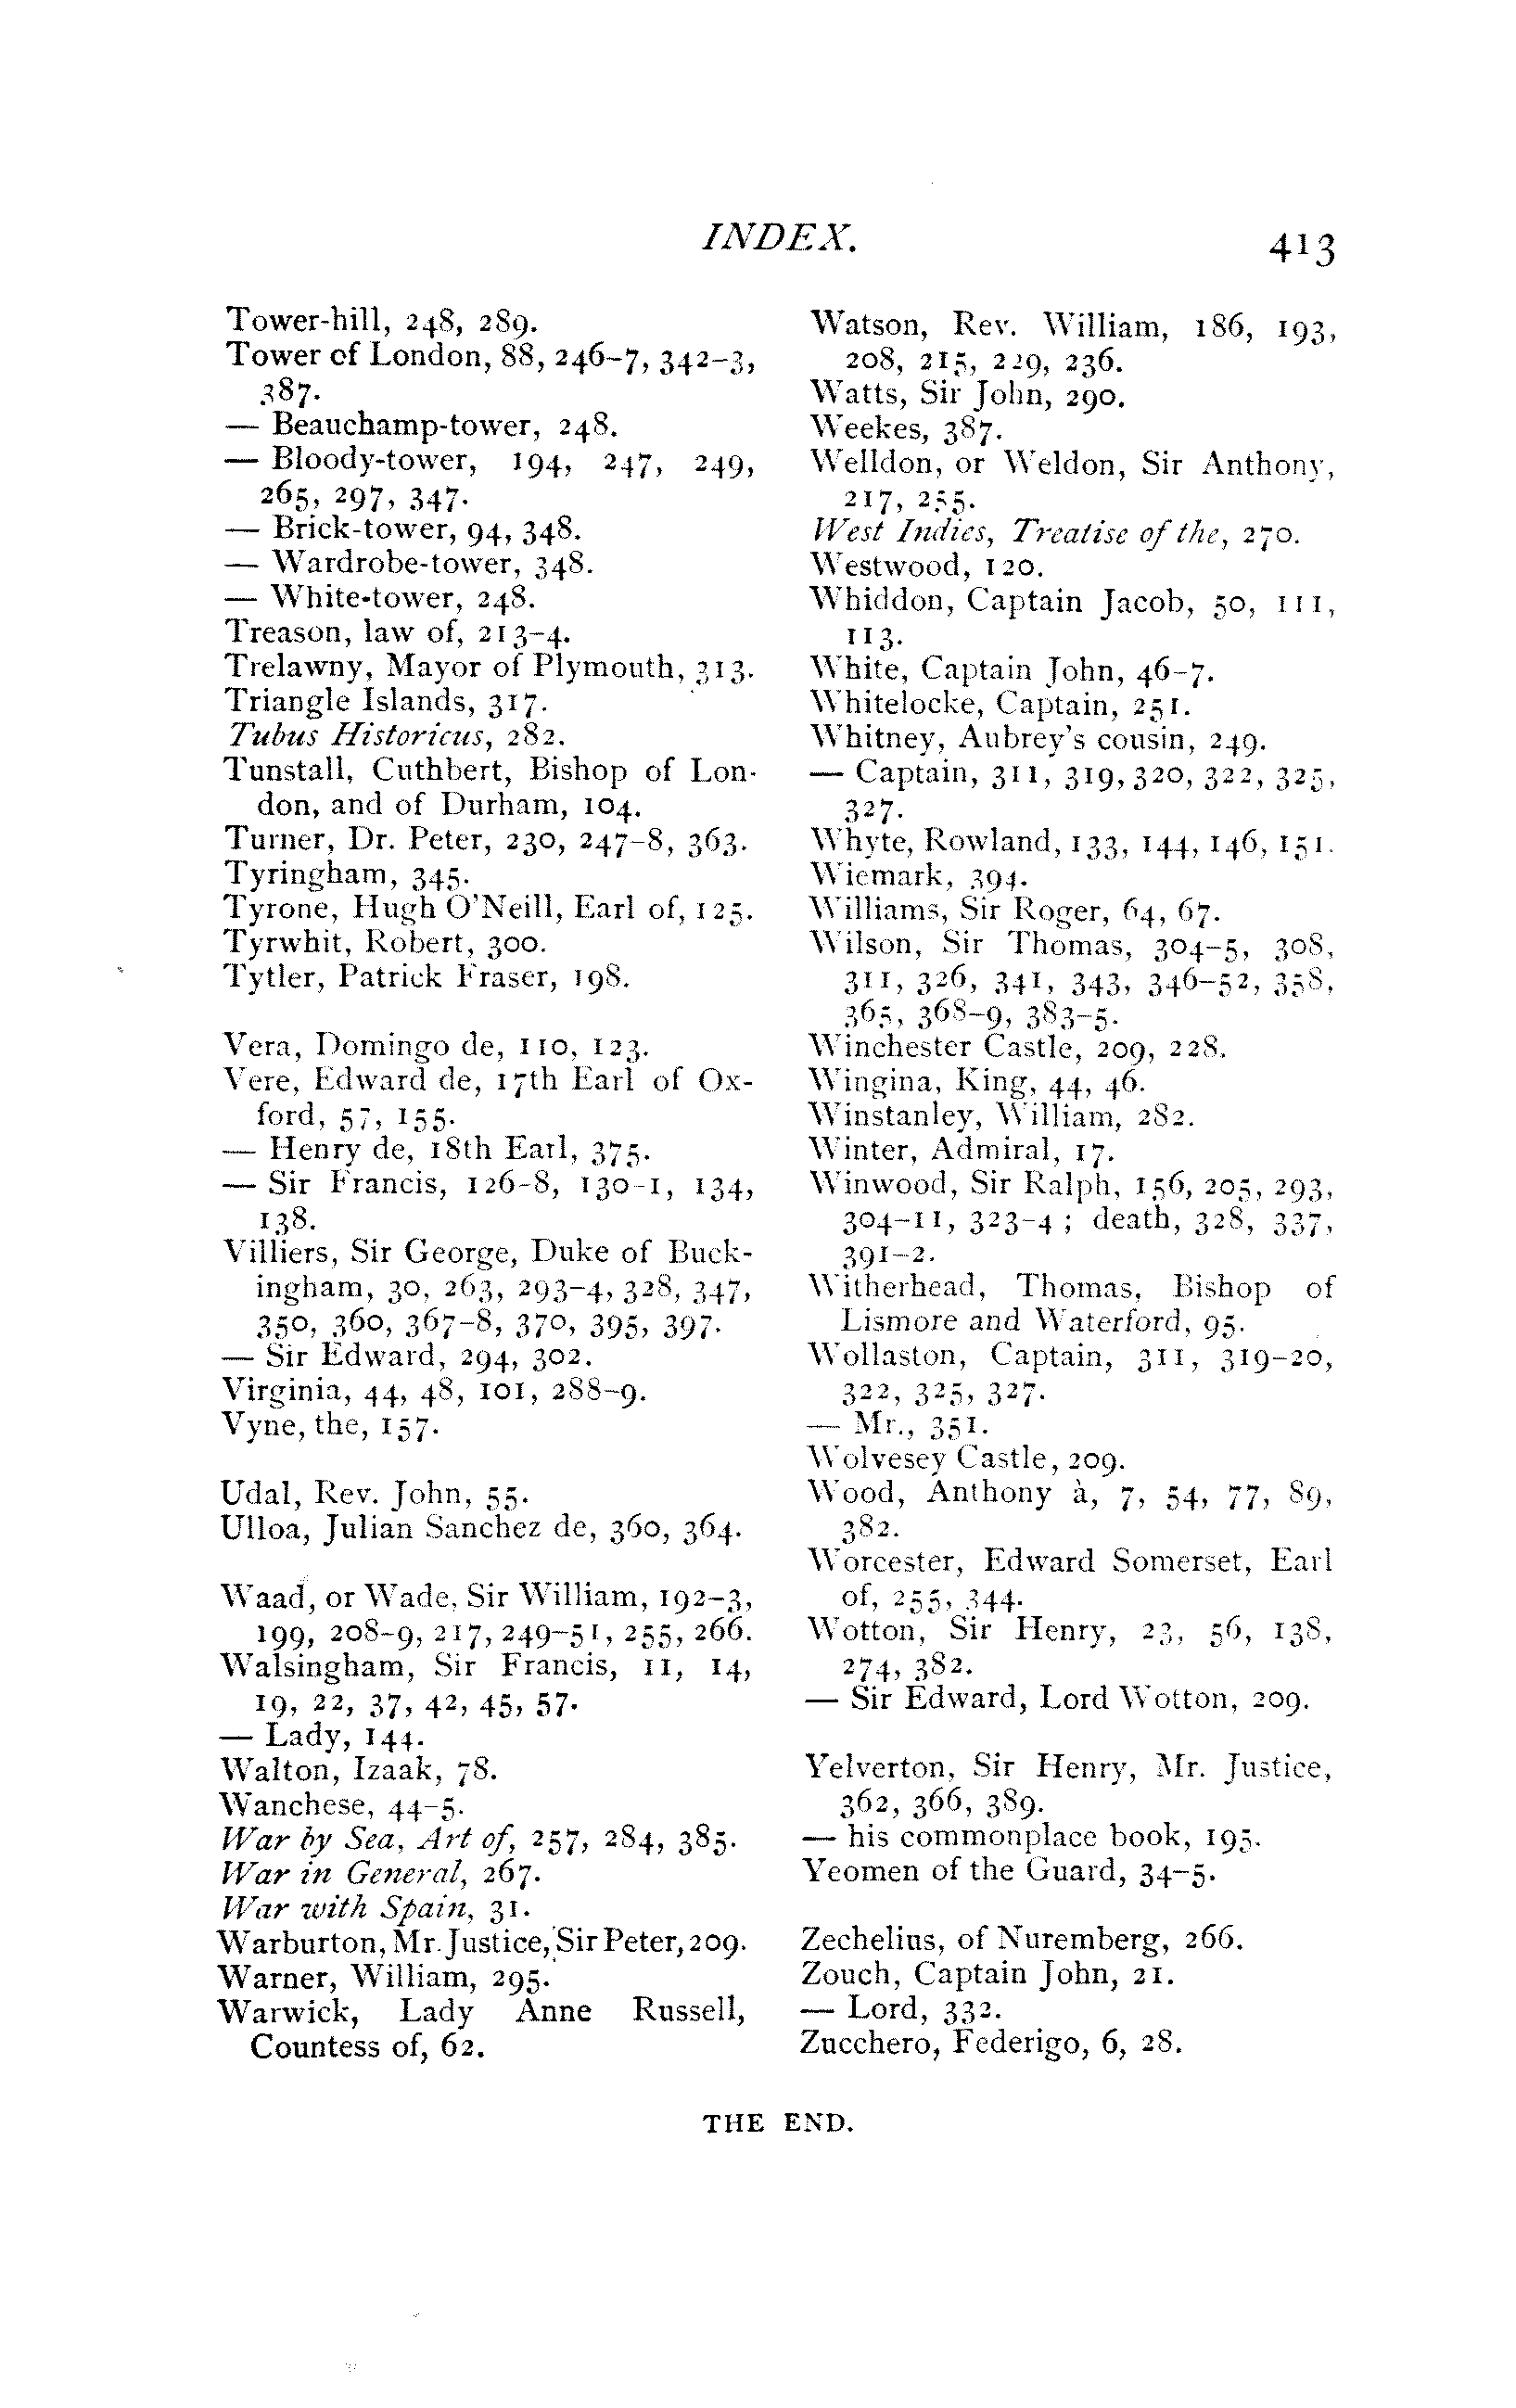 INDEX.
413
Tower-hill, 248, 289.
Tower of London, 88, 246–7, 342–3,
387.
— Beauchamp-tower, 248.
— Bloody-tower, 194, 247, 249,
265, 297, 347.
— Brick-tower, 94, 348.
— Wardrobe-tower, 348.
— White-tower, 248.
Treason, law of, 213–4.
Trelawny, Mayor of Plymouth, 313.
Triangle Islands, 317.
Tubus Historicus, 282.
Tunstall, Cuthbert, Bishop of Lon-
don, and of Durham, 104.
Turner, Dr. Peter, 230, 247–8, 363.
Tyringham, 345.
Tyrone, Hugh O'Neill, Earl of, 125.
Tyrwhit, Robert, 300.
Tytler, Patrick Fraser, 198.
Vera, Domingo de, 110, 123.
Vere, Edward de, 17th Earl of Ox-
ford, 57, 155.
— Henry de, 18th Earl, 375.
— Sir Francis, 126–8, 130–1, 134,
138.
Villiers, Sir George, Duke of Buck-
ingham, 30, 263, 293–4, 328, 347,
350, 360, 367–8, 370, 395, 397.
— Sir Edward, 294, 302.
Virginia, 44, 48, 101, 288–9.
Vyne, the, 157.
Udal, Rev. John, 55.
Ulloa, Julian Sanchez de, 360, 364.
Waad, or Wade, Sir William, 192–3,
199, 208–9, 217, 249–51, 255, 266.
Walsingham, Sir Francis, 11, 14,
19, 22, 37, 42, 45, 57.
— Lady, 144.
Walton, Izaak, 78.
Wanchese, 44–5.
War by Sea, Art of, 257, 284, 385.
War in General, 267.
War with Spain, 31.
Warburton, Mr. Justice, Sir Peter, 209.
Warner, William, 295.
Warwick, Lady Anne Russell,
Countess of, 62.
Watson, Rev. William, 186, 193,
208, 215, 229, 236.
Watts, Sir John, 290.
Weekes, 387.
Welldon, or Weldon, Sir Anthony,
217, 255.
West Indies, Treatise of the, 270.
Westwood, 120.
Whiddon, Captain Jacob, 50, 111,
113.
White, Captain John, 46–7.
Whitelocke, Captain, 251.
Whitney, Aubrey's cousin, 249.
— Captain, 311, 319, 320, 322, 325,
327.
Whyte, Rowland, 133, 144, 146, 151.
Wiemark, 394.
Williams, Sir Roger, 64, 67.
Wilson, Sir Thomas, 304–5, 308,
311, 326, 341, 343, 346–52, 358,
365, 368–9, 383–5.
Winchester Castle, 209, 228.
Wingina, King, 44, 46.
Winstanley, William, 282.
Winter, Admiral, 17.
Winwood, Sir Ralph, 156, 205, 293,
304–11, 323–4 ; death, 328, 337,
391–2.
Witherhead, Thomas, Bishop of
Lismore and Waterford, 95.
Wollaston, Captain, 311, 319–20,
322, 325, 327.
— Mr., 351.
Wolvesey Castle, 209.
Wood, Anthony à, 7, 54, 77, 89,
382.
Worcester, Edward Somerset, Earl
of, 255, 344.
Wotton, Sir Henry, 23, 56, 138,
274, 382.
— Sir Edward, Lord Wotton, 209.
Yelverton, Sir Henry, Mr. Justice,
362, 366, 389.
— his commonplace book, 195.
Yeomen of the Guard, 34–5.
Zechelius, of Nuremberg, 266.
Zouch, Captain John, 21.
— Lord, 332.
Zucchero, Federigo, 6, 28.
THE END.